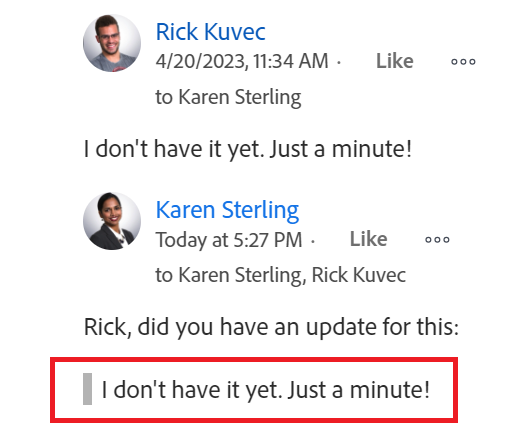 Rick Kuvec
4/20/2023, 11:34 AM · Like
to Karen Sterling
I don't have it yet. Just a minute!
Karen Sterling
Today at 5:27 PM · Like
to Karen Sterling, Rick Kuvec
Rick, did you have an update for this:
I don't have it yet. Just a minute!